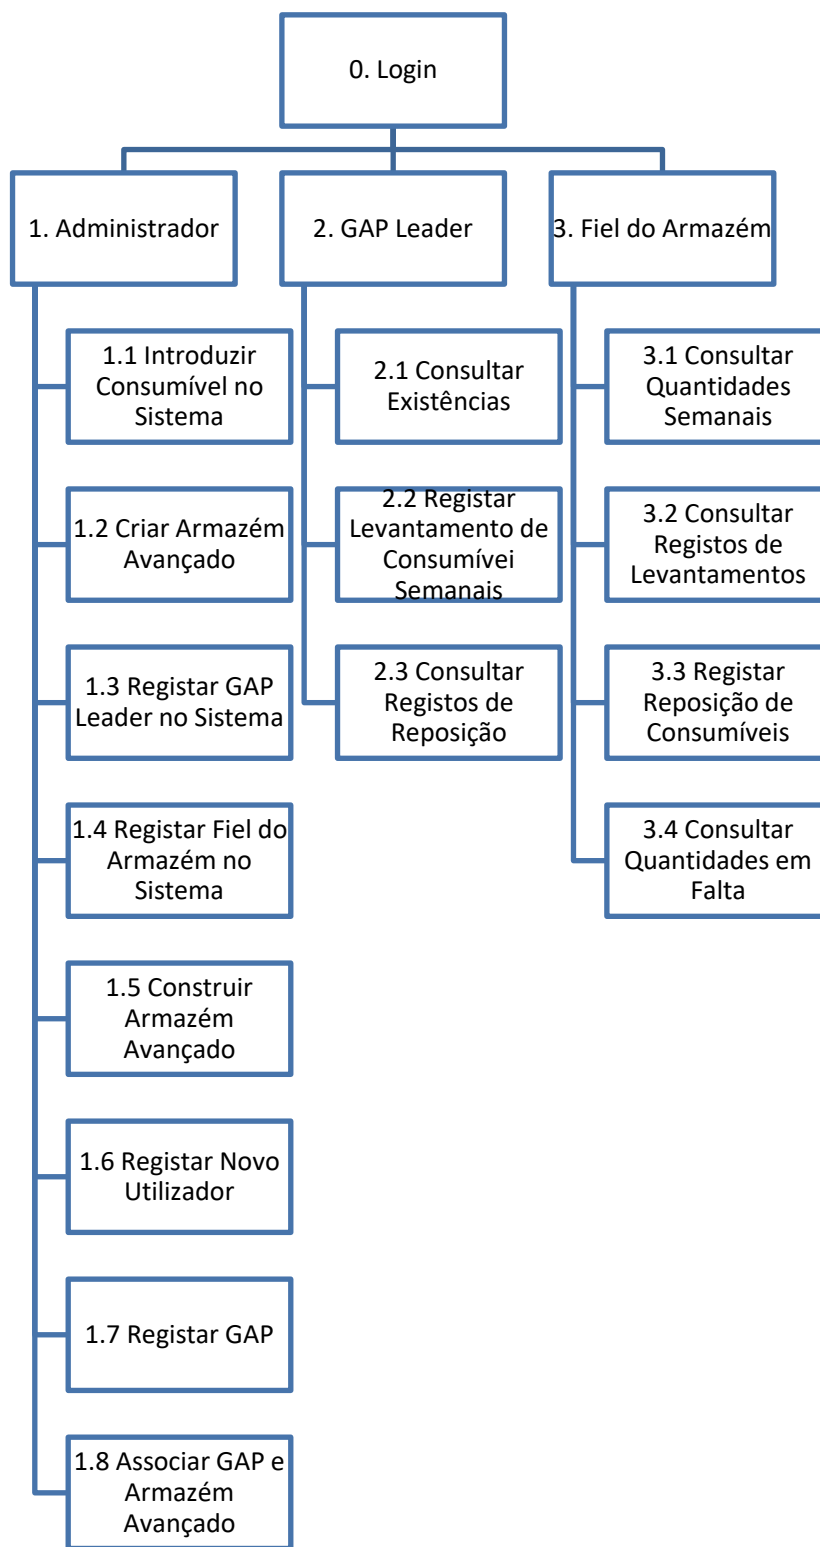 0. Login
1. Administrador
2. GAP Leader
3. Fiel do Armazém
1.1 Introduzir
Consumível no
Sistema
1.2 Criar Armazém
Avançado
1.3 Registar GAP
Leader no Sistema
1.4 Registar Fiel do
Armazém no
Sistema
1.5 Construir
Armazém
Avançado
1.6 Registar Novo
Utilizador
1.7 Registar GAP
1.8 Associar GAP e
Armazém
Avançado
2.1 Consultar
Existências
2.2 Registar
Levantamento de
Consumívei
Semanais
2.3 Consultar
Registos de
Reposição
3.1 Consultar
Quantidades
Semanais
3.2 Consultar
Registos de
Levantamentos
3.3 Registar
Reposição de
Consumíveis
3.4 Consultar
Quantidades em
Falta